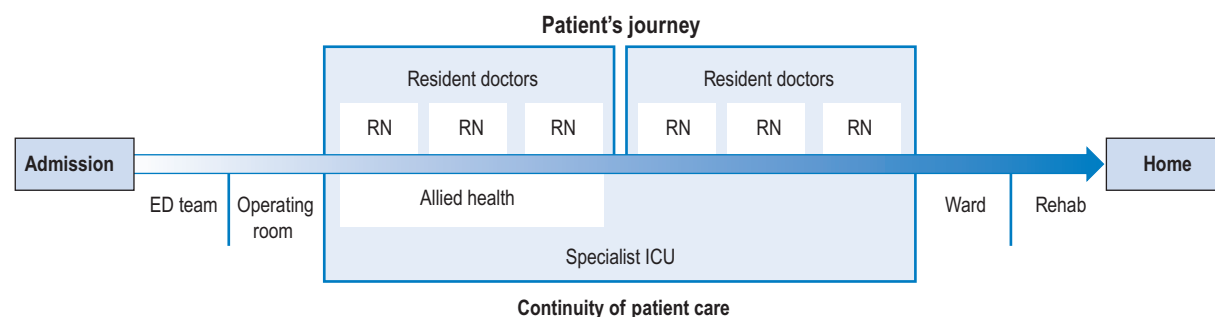 Patient's journey
Resident doctors
Resident doctors
RN
RN
RN
RN
RN
RN
Admission
Home
ED team
Operating
room
Allied health
Ward
Rehab
Specialist ICU
Continuity of patient care